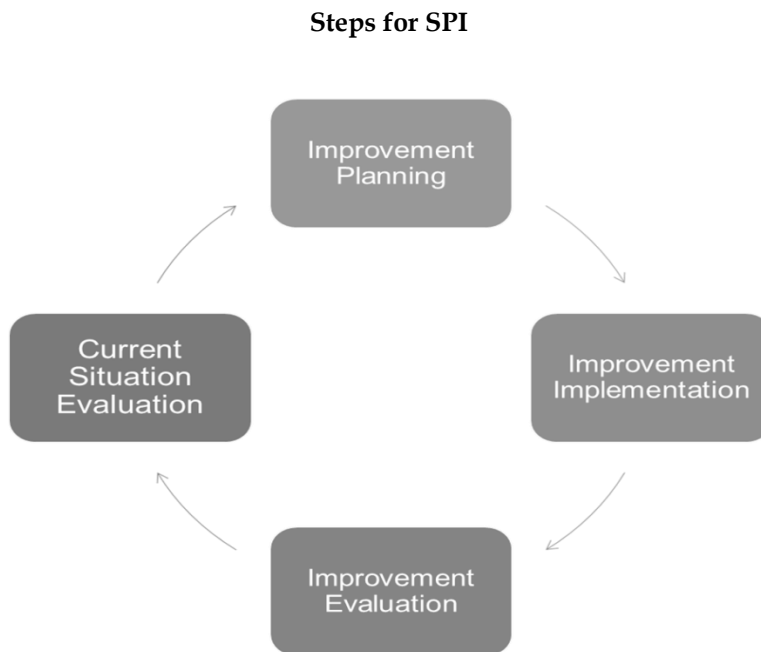 Steps for SPI
Improvement
Planning
Current
Situation
Evaluation
Improvement
Implementation
Improvement
Evaluation